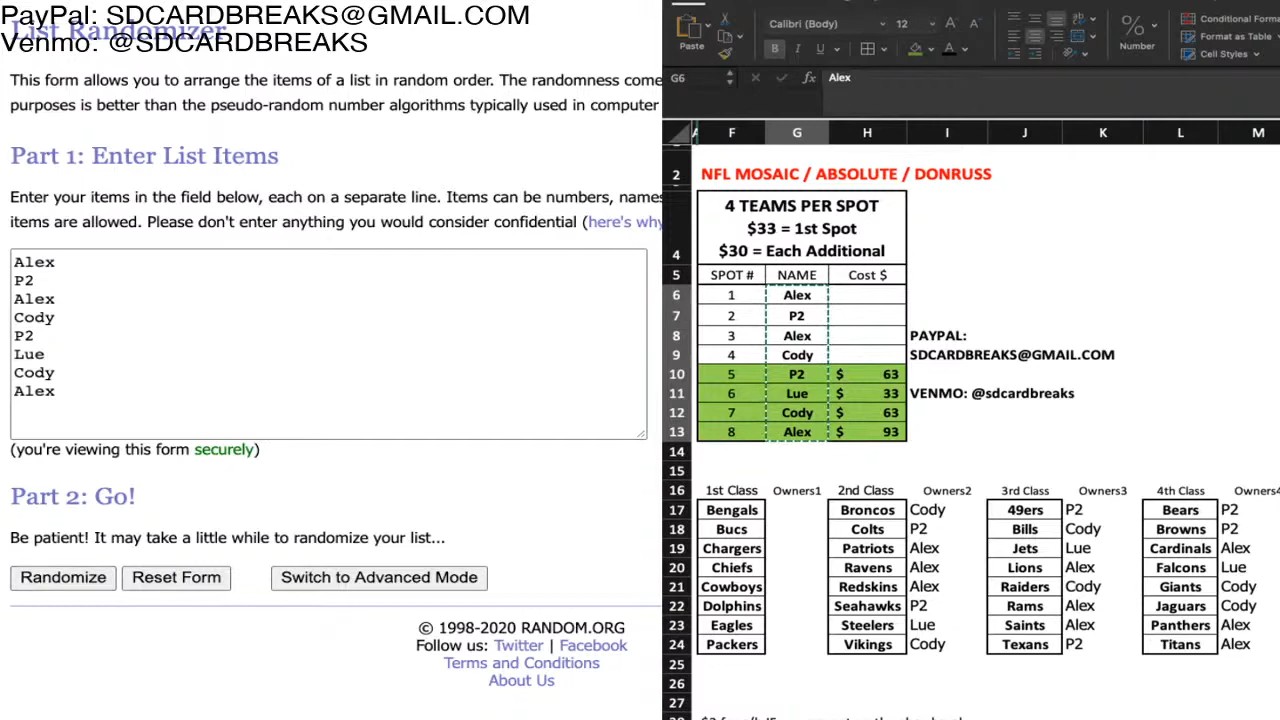 PayPal: SDCARDBREAKS@GMAIL.COM
List Randomizer
Venmo: @SDCARDBREAKS
This form allows you to arrange the items of a list in random order. The randomness come
purposes is better than the pseudo-random number algorithms typically used in computer
Part 1: Enter List Items
Enter your items in the field below, each on a separate line. Items can be numbers, names
items are allowed. Please don't enter anything you would consider confidential (here's why
Alex
P2
Alex
Cody
P2
Lue
Cody
Alex
(you're viewing this form securely)
Part 2: Go!
Be patient! It may take a little while to randomize your list...
Randomize Reset Form Switch to Advanced Mode
© 1998-2020 RANDOM.ORG
Follow us: Twitter | Facebook
Terms and Conditions
About Us
Paste Calibri (Body) 12 A A ab % Conditional Forma
B I U A Number Format as Table
Cell Styles
G6 fx Alex
A F G H I J K L M
2 NFL MOSAIC / ABSOLUTE / DONRUSS
4 TEAMS PER SPOT
$33 = 1st Spot
4 $30 = Each Additional
5 SPOT # NAME Cost $
6 1 Alex
7 2 P2
8 3 Alex PAYPAL:
9 4 Cody SDCARDBREAKS@GMAIL.COM
10 5 P2 $ 63
11 6 Lue $ 33 VENMO: @sdcardbreaks
12 7 Cody $ 63
13 8 Alex $ 93
14
15
16 1st Class Owners1 2nd Class Owners2 3rd Class Owners3 4th Class Owners4
17 Bengals Broncos Cody 49ers P2 Bears P2
18 Bucs Colts P2 Bills Cody Browns P2
19 Chargers Patriots Alex Jets Lue Cardinals Alex
20 Chiefs Ravens Alex Lions Alex Falcons Lue
21 Cowboys Redskins Alex Raiders Cody Giants Cody
22 Dolphins Seahawks P2 Rams Alex Jaguars Cody
23 Eagles Steelers Lue Saints Alex Panthers Alex
24 Packers Vikings Cody Texans P2 Titans Alex
25
26
27